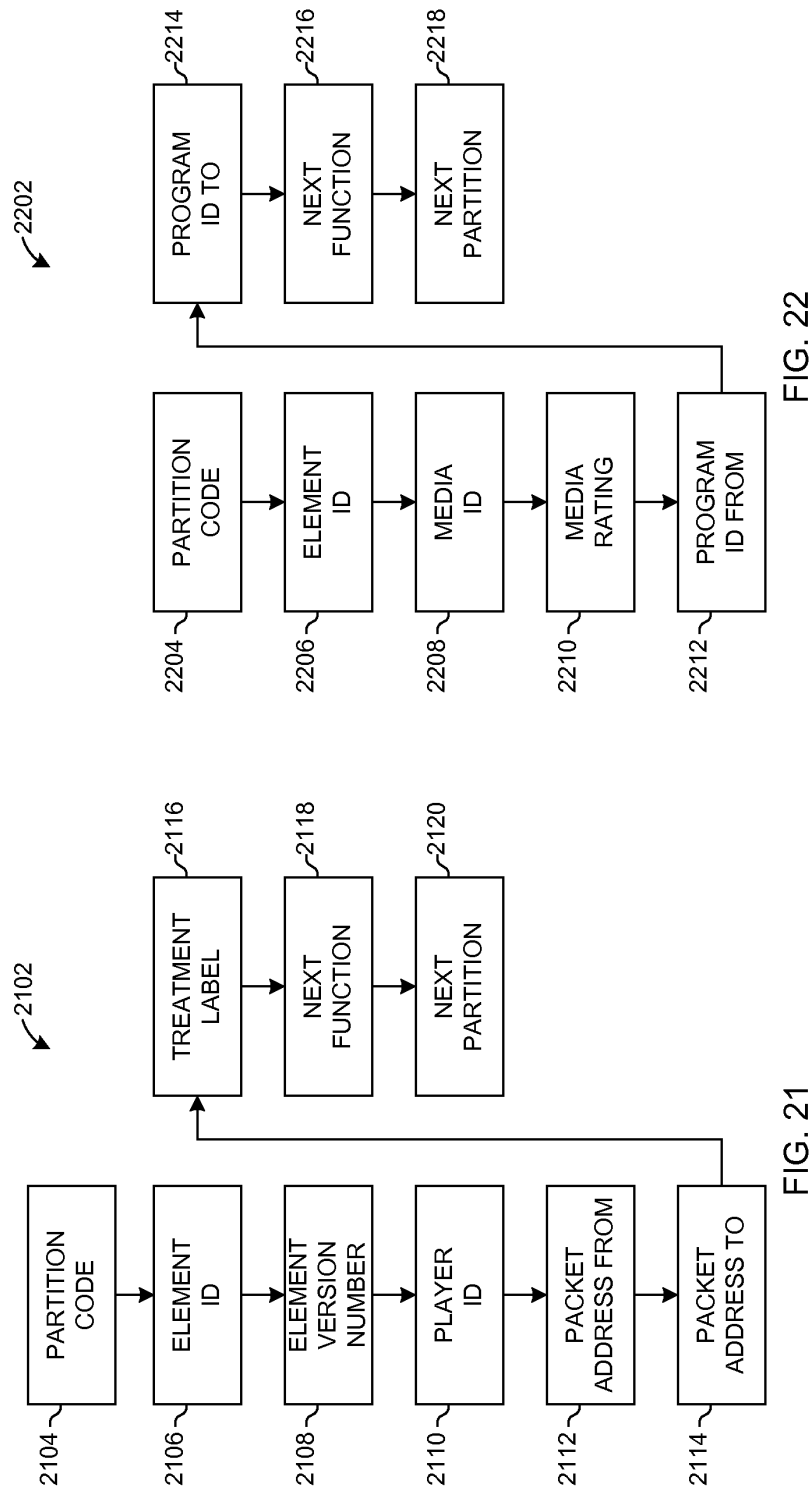 2102
2104
PARTITION
CODE
2106
ELEMENT
ID
2108
ELEMENT
VERSION
NUMBER
2110
PLAYER
ID
2112
PACKET
ADDRESS FROM
2114
PACKET
ADDRESS TO
TREATMENT
LABEL
2116
NEXT
FUNCTION
2118
NEXT
PARTITION
2120
FIG. 21
2202
2204
PARTITION
CODE
2206
ELEMENT
ID
2208
MEDIA
ID
2210
MEDIA
RATING
2212
PROGRAM
ID FROM
PROGRAM
ID TO
2214
NEXT
FUNCTION
2216
NEXT
PARTITION
2218
FIG. 22